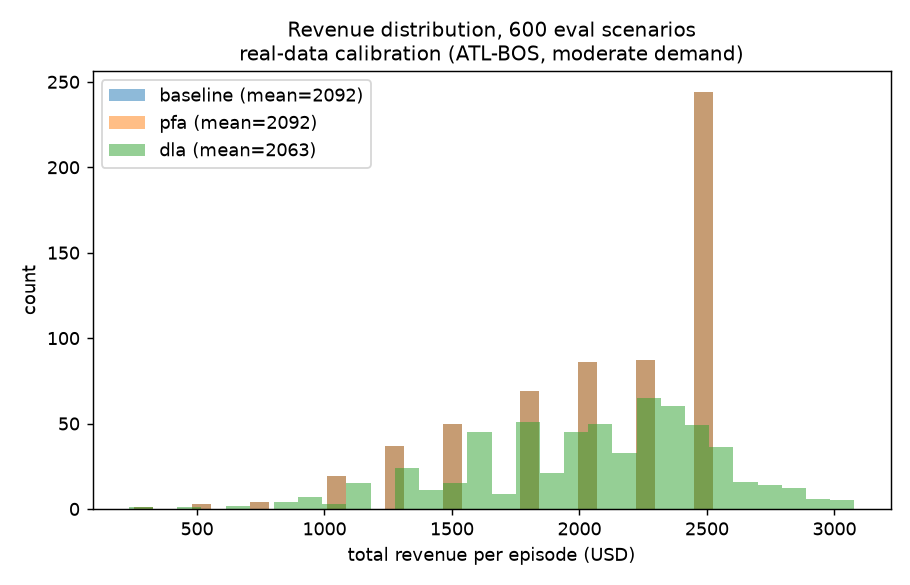 Revenue distribution, 600 eval scenarios
real-data calibration (ATL-BOS, moderate demand)
baseline (mean=2092)
pfa (mean=2092)
dla (mean=2063)
250
200
150
100
50
0
count
500 1000 1500 2000 2500 3000
total revenue per episode (USD)